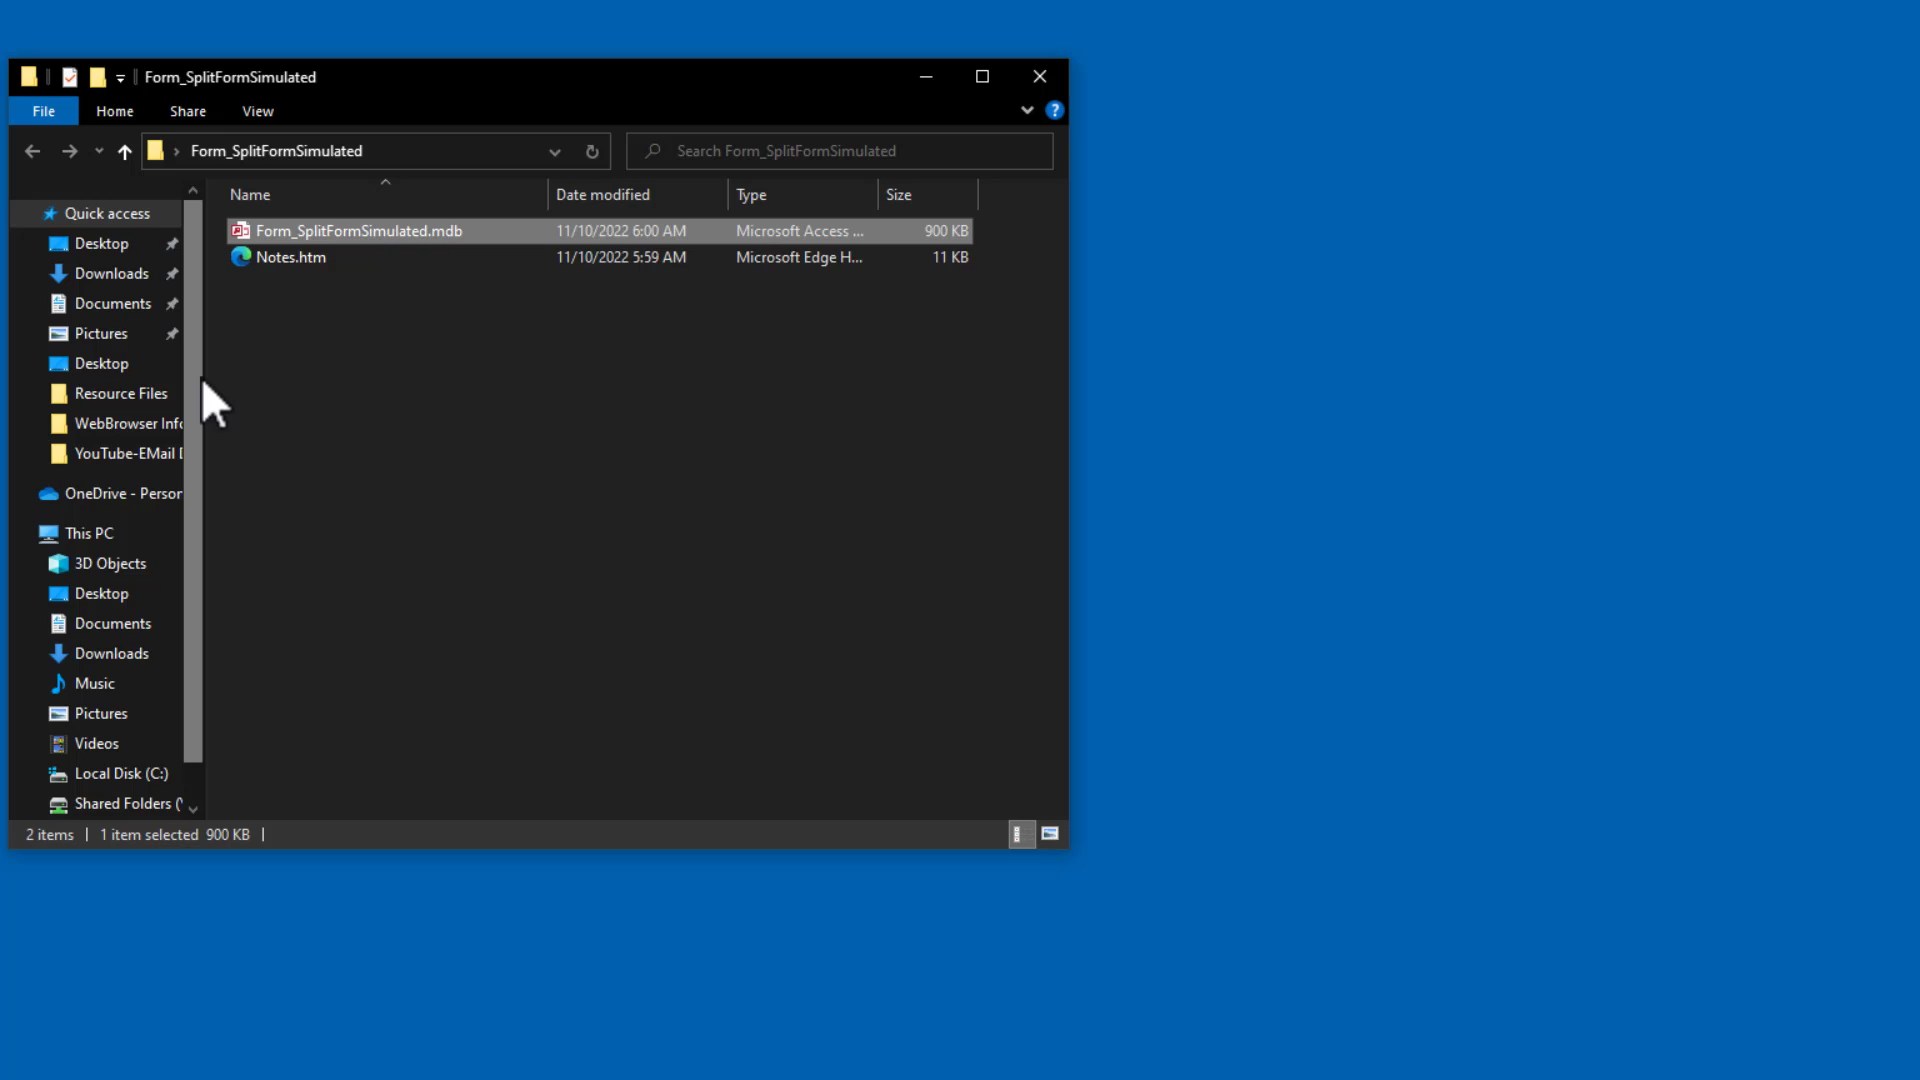 Form_SplitFormSimulated
File Home Share View
Form_SplitFormSimulated Search Form_SplitFormSimulated
Name Date modified Type Size
Form_SplitFormSimulated.mdb 11/10/2022 6:00 AM Microsoft Access ... 900 KB
Notes.htm 11/10/2022 5:59 AM Microsoft Edge H... 11 KB
Quick access
Desktop
Downloads
Documents
Pictures
Desktop
Resource Files
WebBrowser Info
YouTube-EMail
OneDrive - Person
This PC
3D Objects
Desktop
Documents
Downloads
Music
Pictures
Videos
Local Disk (C:)
Shared Folders (
2 items | 1 item selected 900 KB |